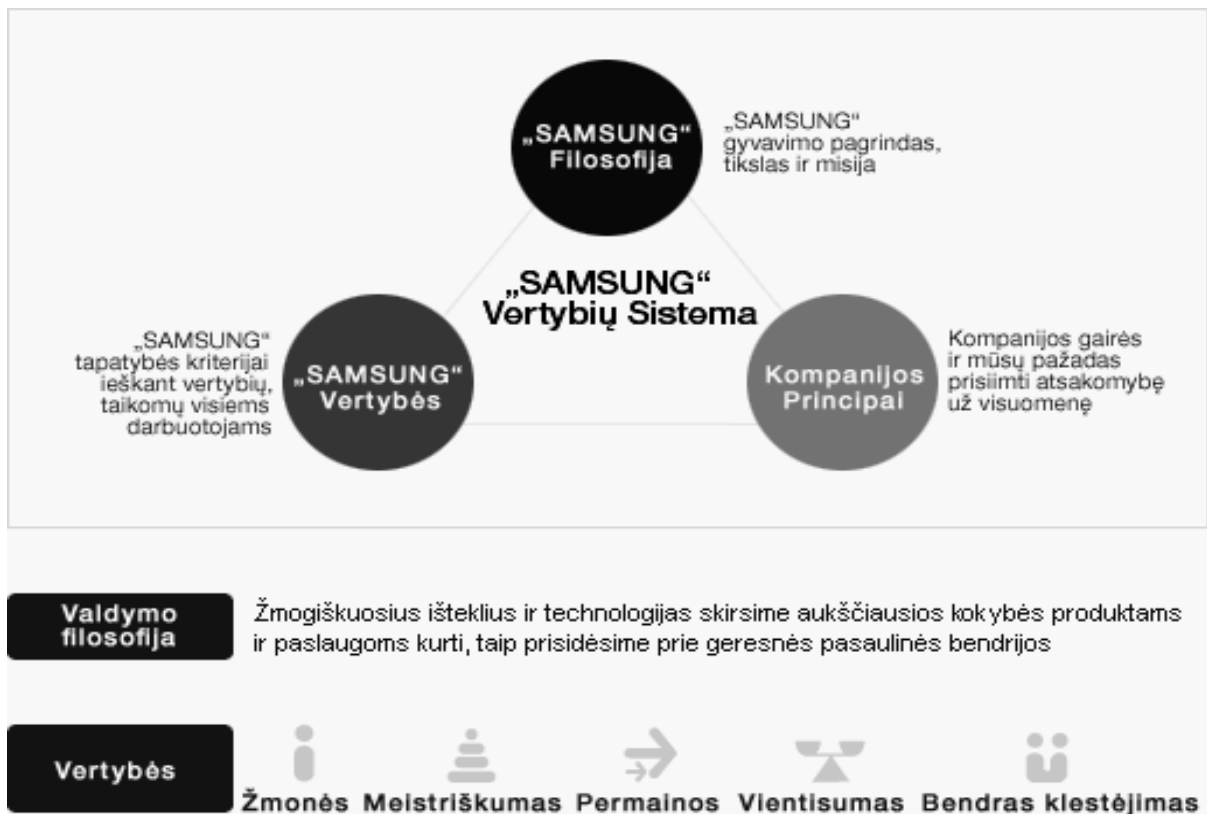 „SAMSUNG“
Filosofija
„SAMSUNG“
gyvavimo pagrindas,
tikslas ir misija
„SAMSUNG“
Vertybių Sistema
„SAMSUNG“
tapatybės kriterijai
ieškant vertybių,
taikomų visiems
darbuotojams
„SAMSUNG“
Vertybės
Kompanijos
Principai
Kompanijos gairės
ir mūsų pažadas
prisiimti atsakomybę
už visuomenę
Valdymo
filosofija
Žmogiškuosius išteklius ir technologijas skirsime aukščiausios kokybės produktams
ir paslaugoms kurti, taip prisidėsime prie geresnės pasaulinės bendrijos
Vertybės
Žmonės Meistriškumas Permainos Vientisumas Bendras klestėjimas